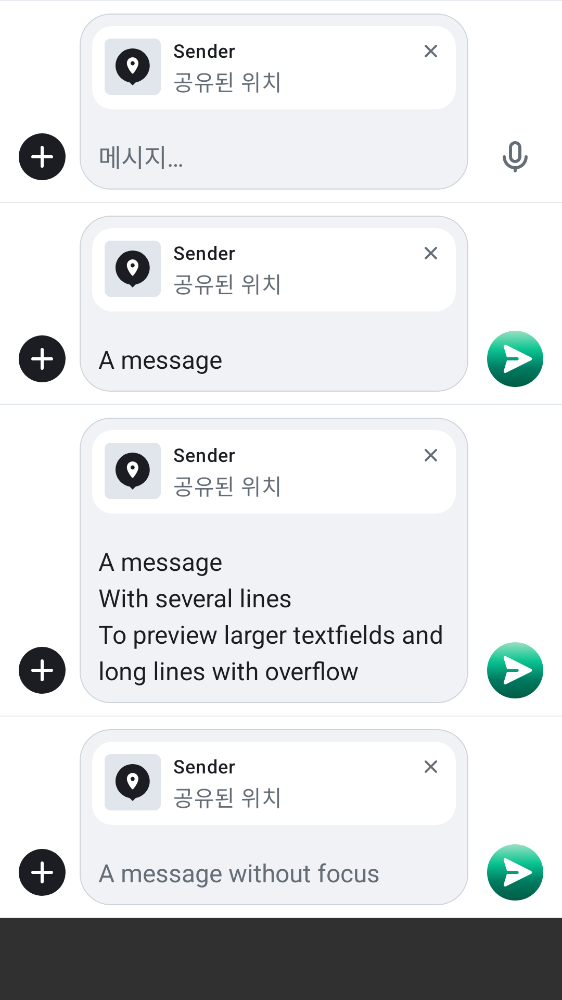 Sender
공유된 위치
메시지…
Sender
공유된 위치
A message
Sender
공유된 위치
A message
With several lines
To preview larger textfields and
long lines with overflow
Sender
공유된 위치
A message without focus